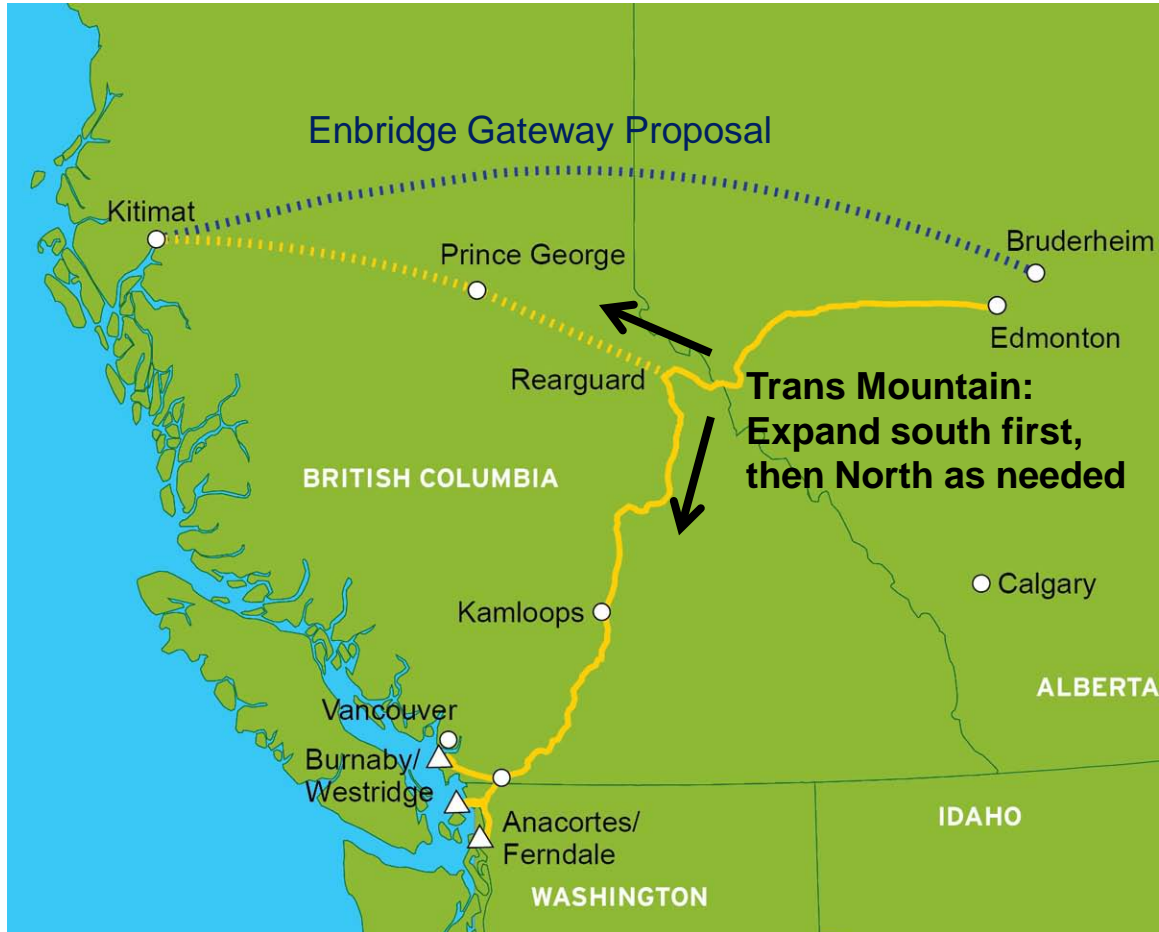 Enbridge Gateway Proposal
Kitimat
Prince George
Bruderheim
Edmonton
Rearguard
Trans Mountain:
Expand south first,
then North as needed
BRITISH COLUMBIA
Calgary
Kamloops
ALBERTA
Vancouver
Burnaby/
Westridge
Anacortes/
Ferndale
IDAHO
WASHINGTON